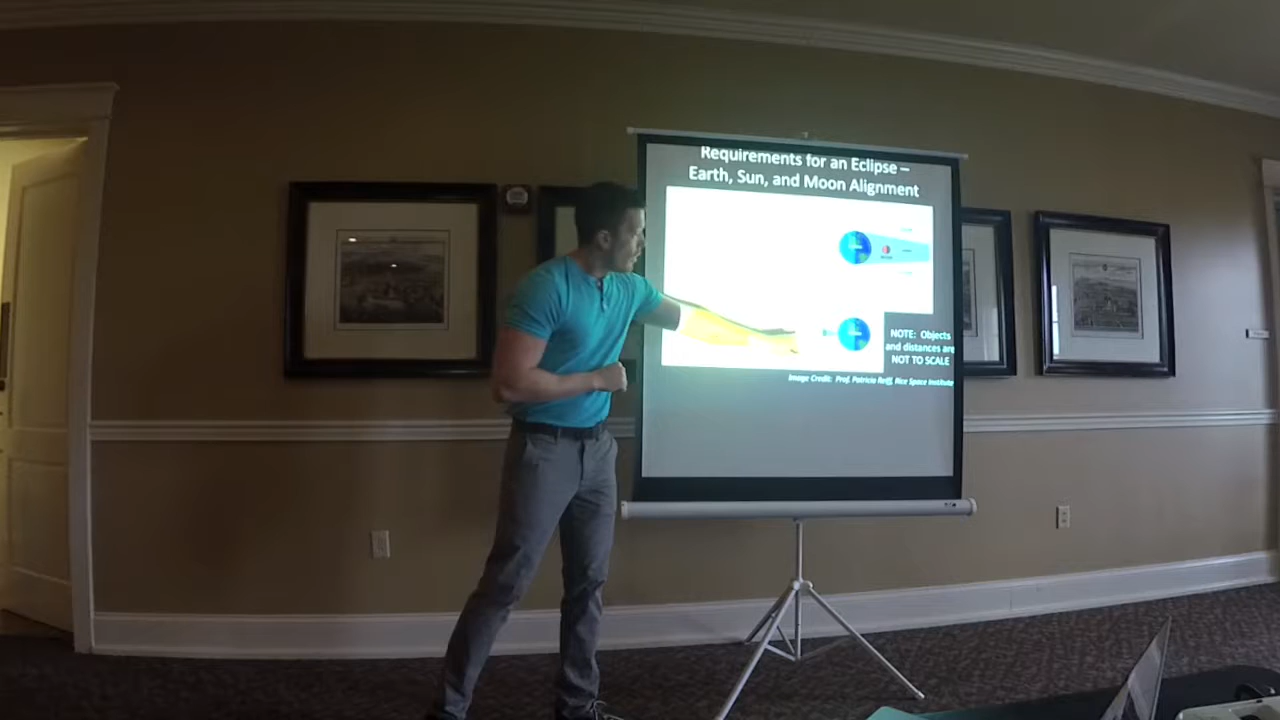 Requirements for an Eclipse –
Earth, Sun, and Moon Alignment
NOTE: Objects
and distances are
NOT TO SCALE
Image Credit: Prof. Patricia Reiff, Rice Space Institute